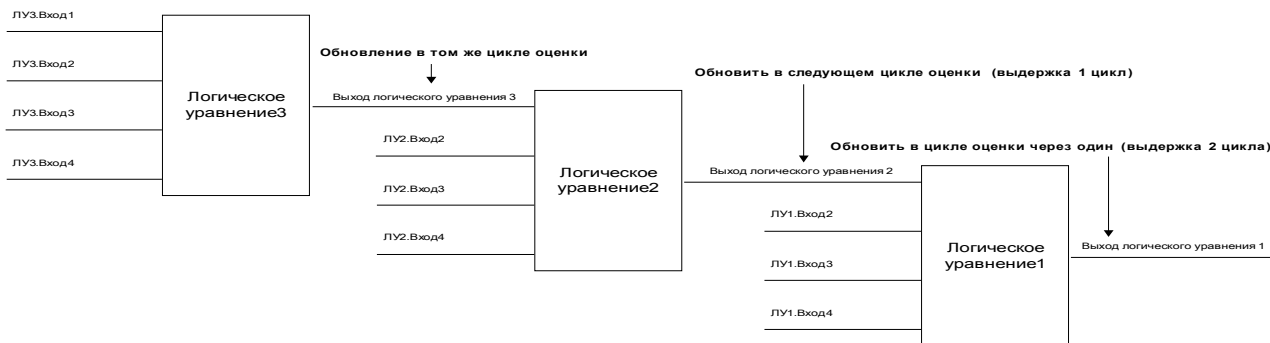 ЛУ3.Вход1
ЛУ3.Вход2
ЛУ3.Вход3
ЛУ3.Вход4
Логическое
уравнение3
Обновление в том же цикле оценки
Выход логического уравнения 3
ЛУ2.Вход2
ЛУ2.Вход3
ЛУ2.Вход4
Логическое
уравнение2
Обновить в следующем цикле оценки (выдержка 1 цикл)
Выход логического уравнения 2
ЛУ1.Вход2
ЛУ1.Вход3
ЛУ1.Вход4
Логическое
уравнение1
Обновить в цикле оценки через один (выдержка 2 цикла)
Выход логического уравнения 1